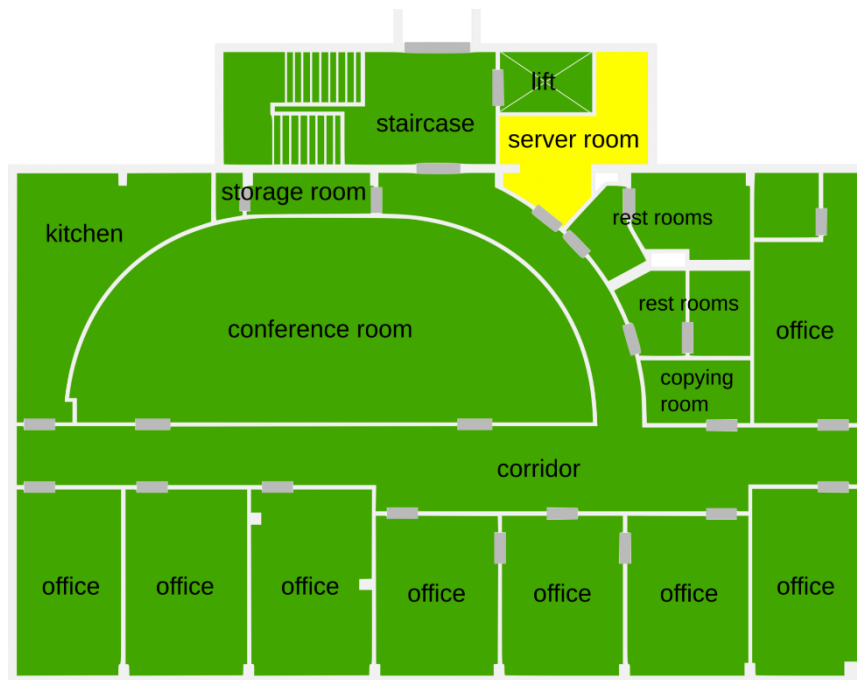 lift
staircase
server room
storage room
rest rooms
kitchen
rest rooms
conference room
office
copying
room
corridor
office
office
office
office
office
office
office